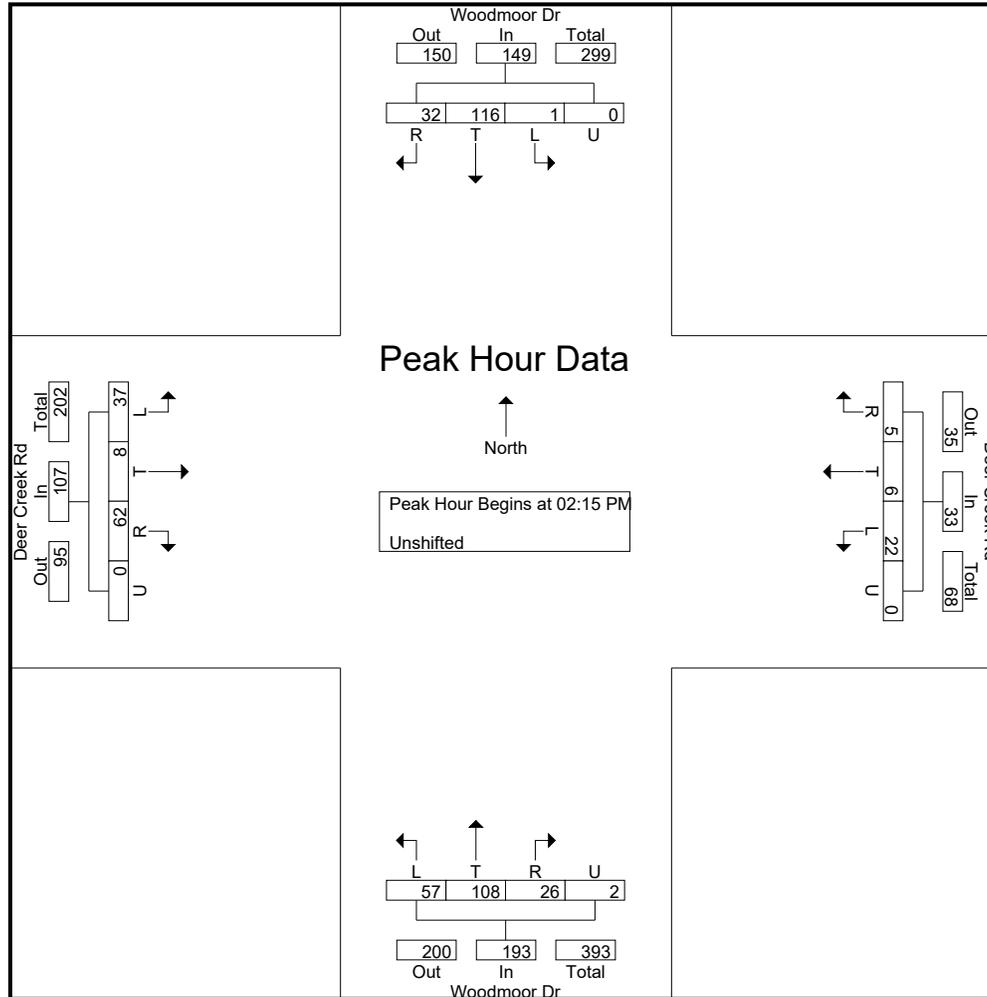 Woodmoor Dr
Out In Total
150 149 299
32 116 1 0
R T L U
Peak Hour Data
North
Peak Hour Begins at 02:15 PM
Unshifted
Deer Creek Rd
Out In Total
95 107 202
37 8 62 0
L T R U
R T L U
5 6 22 0
Out In Total
35 33 68
L T R U
57 108 26 2
200 193 393
Out In Total
Woodmoor Dr